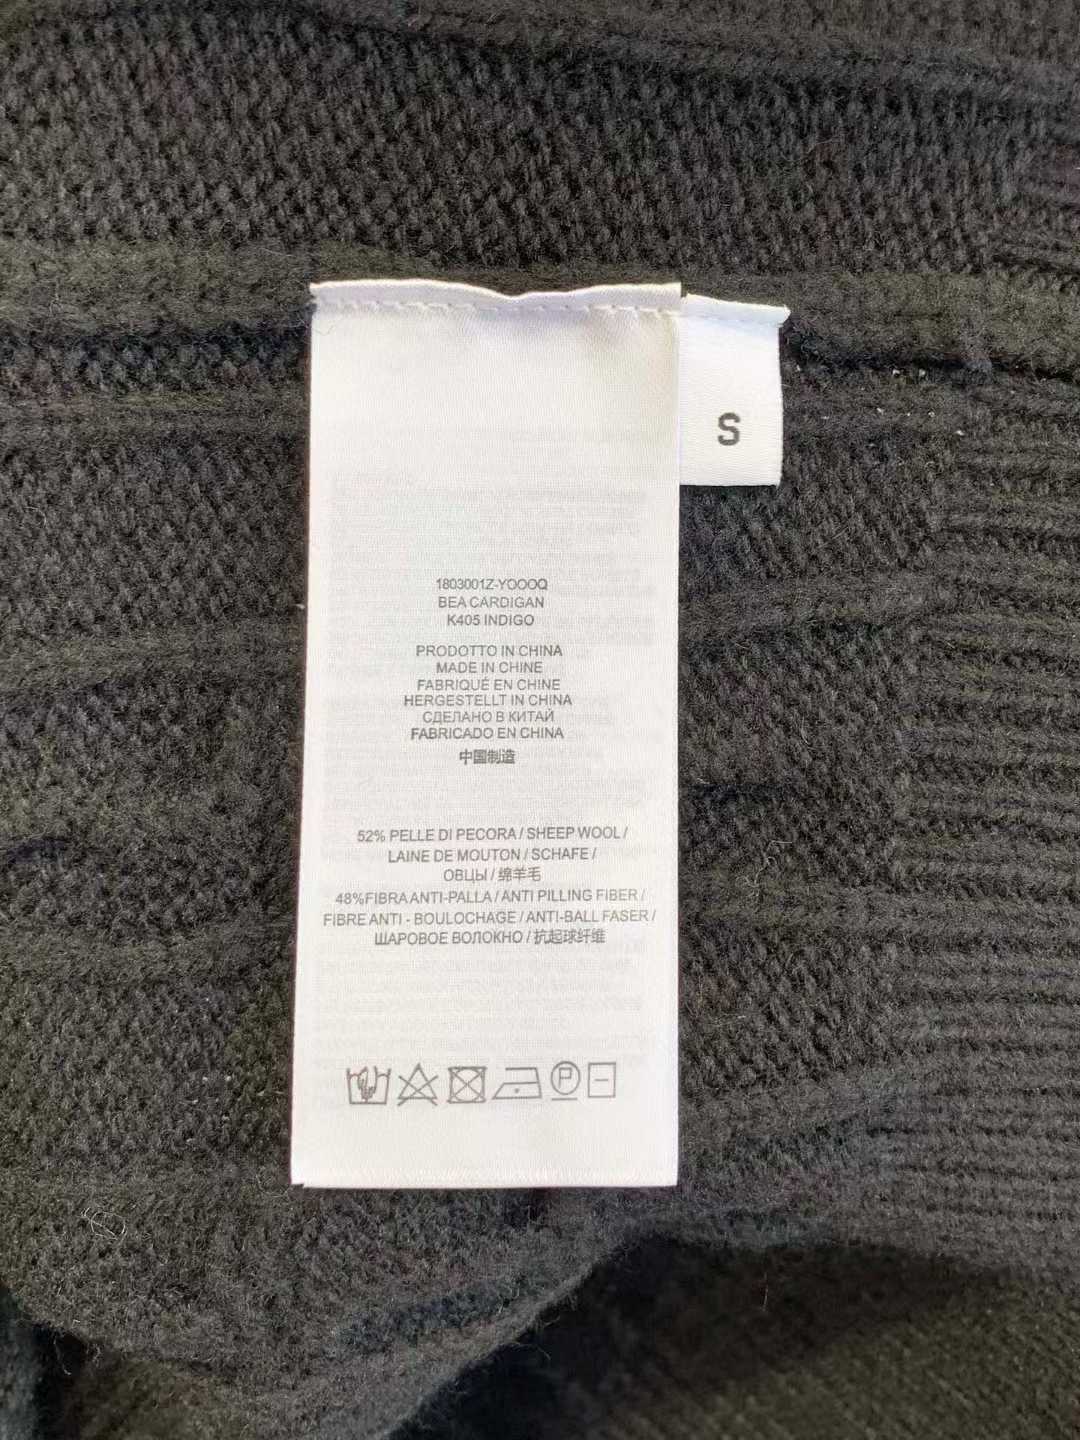 S
1803001Z-YOOOQ
BEA CARDIGAN
K405 INDIGO
PRODOTTO IN CHINA
MADE IN CHINE
FABRIQUÉ EN CHINE
HERGESTELLT IN CHINA
СДЕЛАНО В КИТАЙ
FABRICADO EN CHINA
中国制造
52% PELLE DI PECORA / SHEEP WOOL /
LAINE DE MOUTON / SCHAFE /
ОВЦЫ / 绵羊毛
48%FIBRA ANTI-PALLA / ANTI PILLING FIBER /
FIBRE ANTI - BOULOCHAGE / ANTI-BALL FASER /
ШАРОВОЕ ВОЛОКНО / 抗起球纤维
P